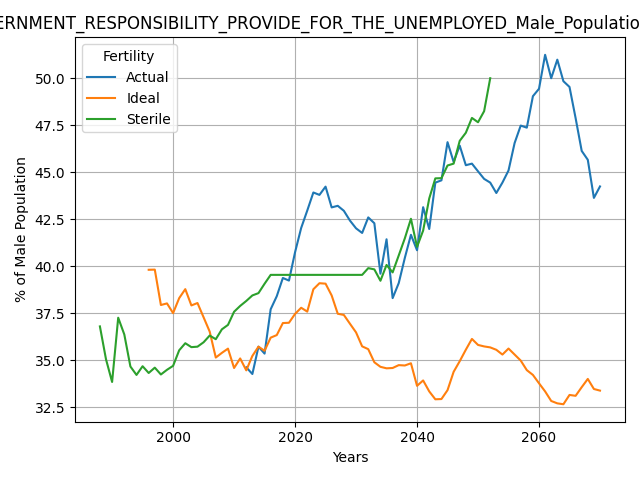 ERNMENT_RESPONSIBILITY_PROVIDE_FOR_THE_UNEMPLOYED_Male_Populatio
Fertility
Actual
Ideal
Sterile
50.0
47.5
45.0
42.5
40.0
37.5
35.0
32.5
% of Male Population
2000
2020
2040
2060
Years